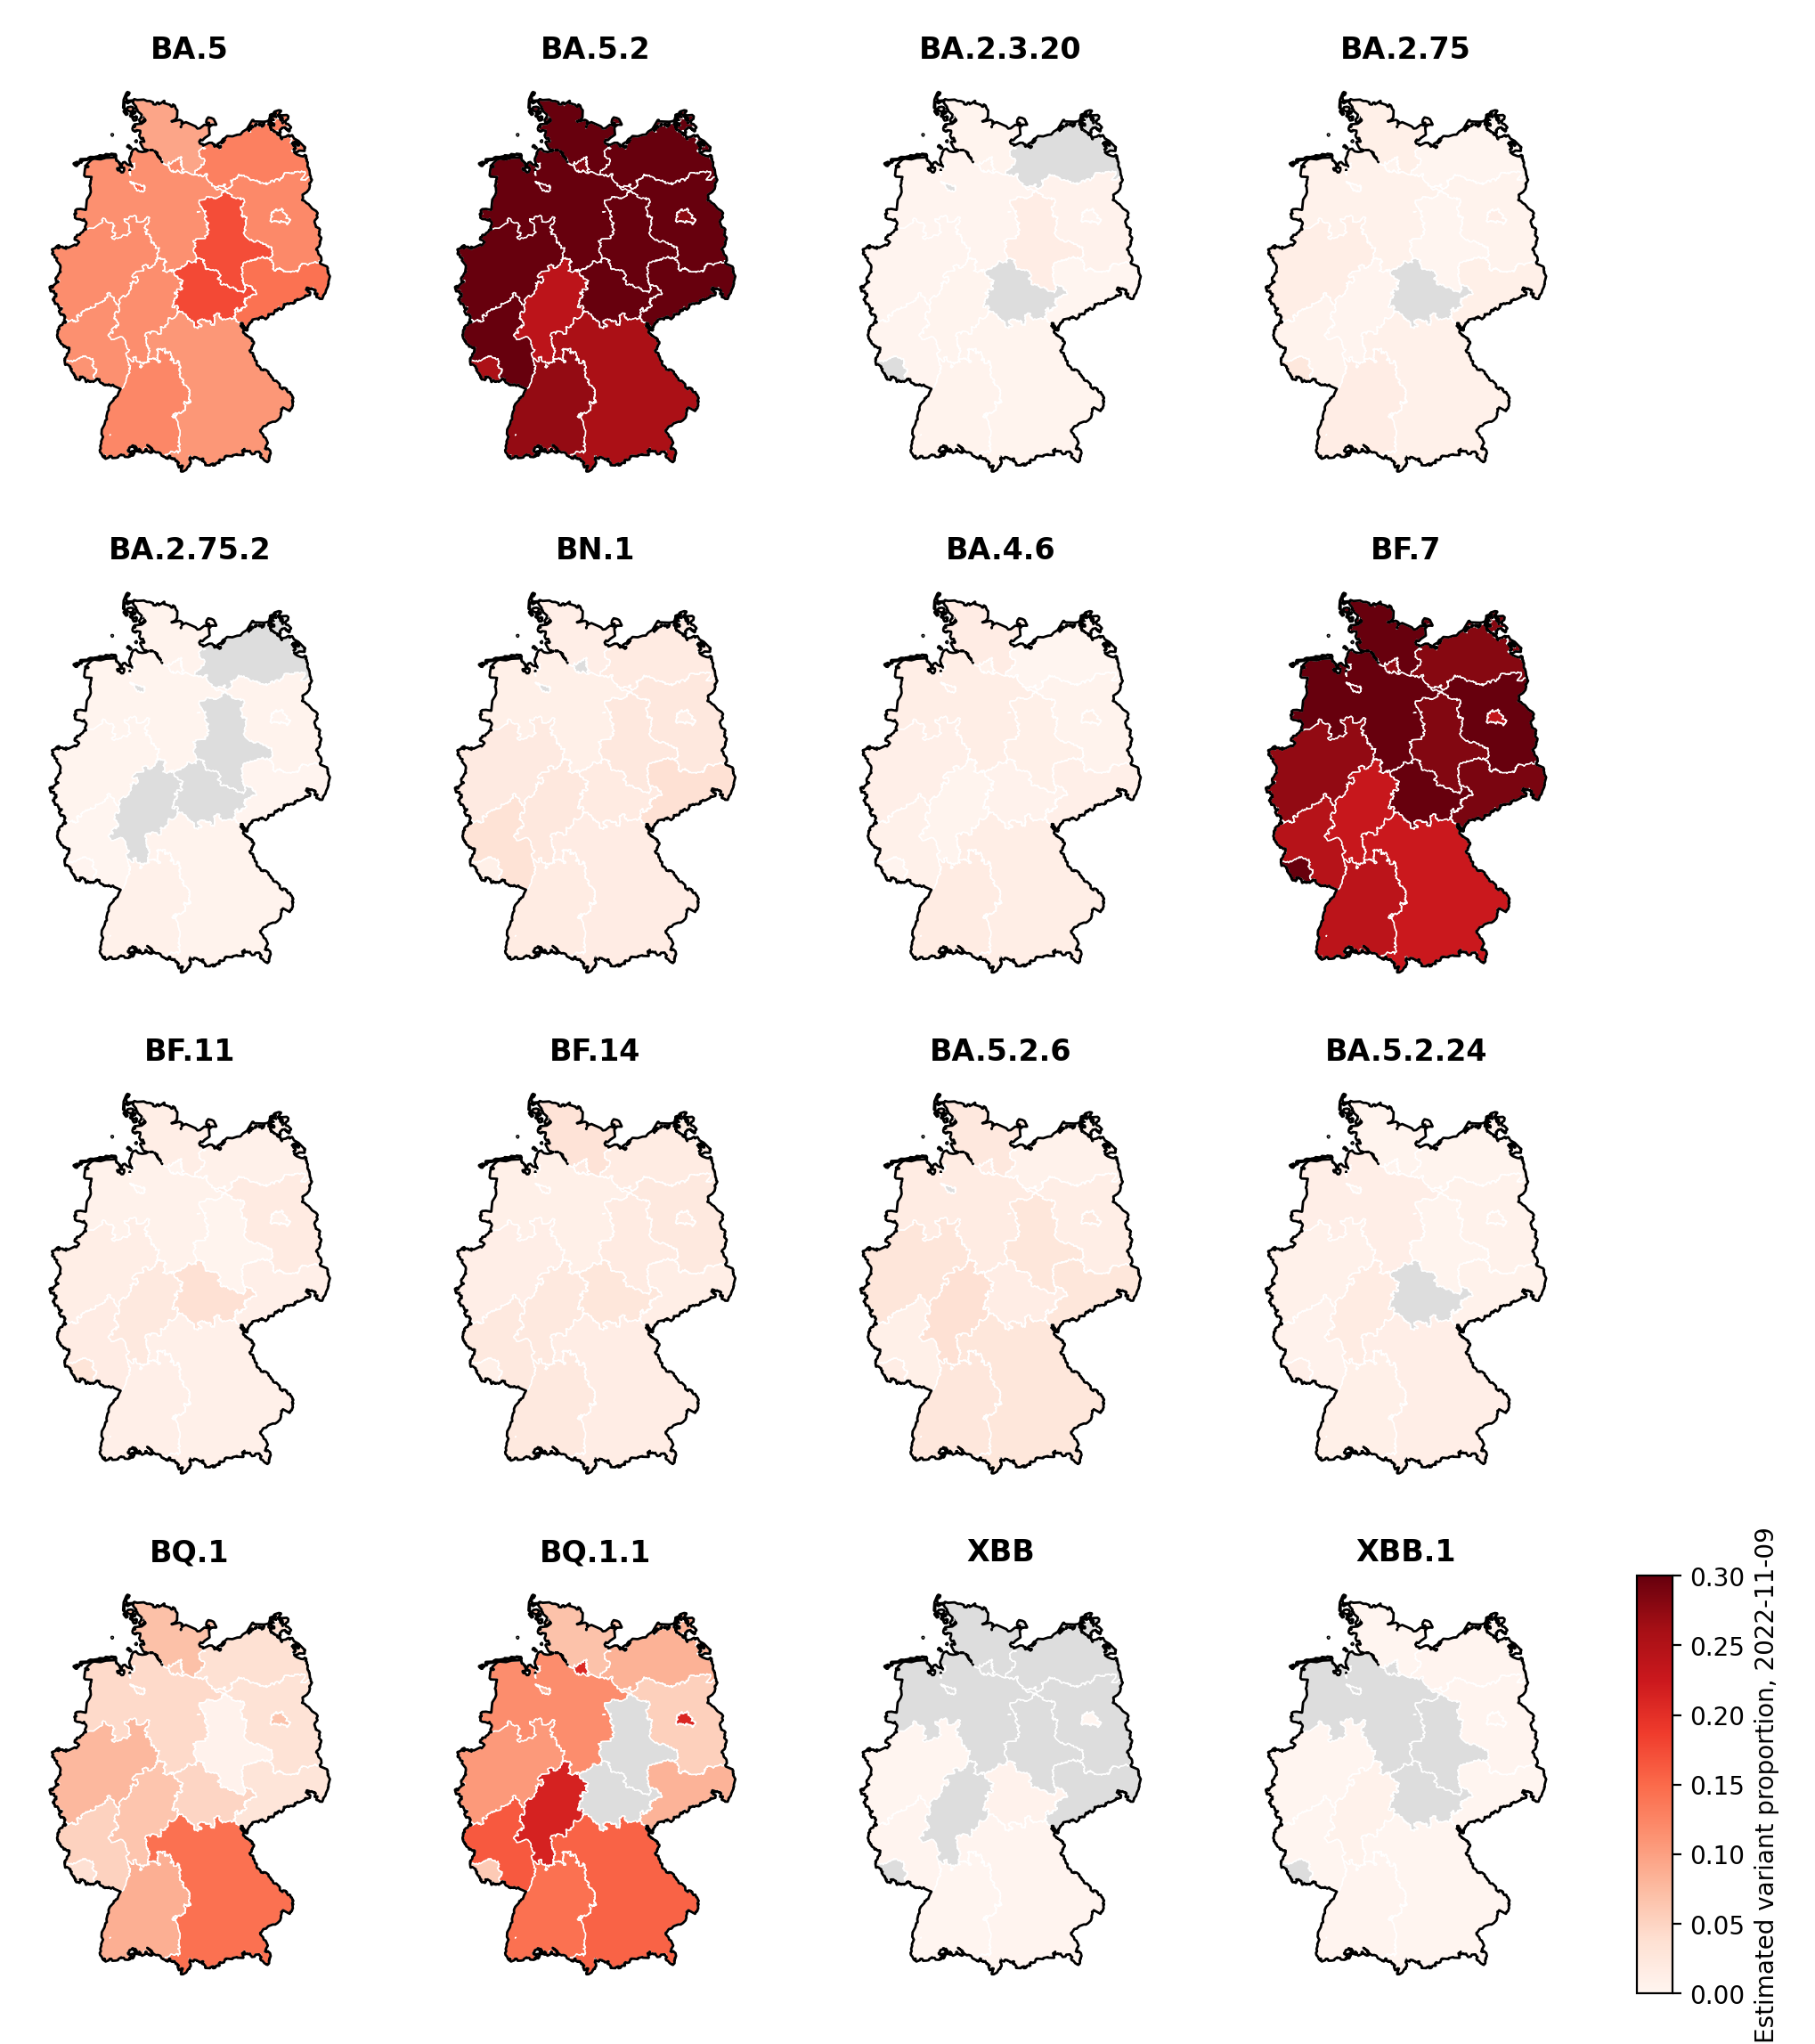 BA.5
BA.5.2
BA.2.3.20
BA.2.75
BA.2.75.2
BN.1
BA.4.6
BF.7
BF.11
BF.14
BA.5.2.6
BA.5.2.24
BQ.1
BQ.1.1
XBB
XBB.1
0.30
0.25
0.20
0.15
0.10
0.05
0.00
Estimated variant proportion, 2022-11-09